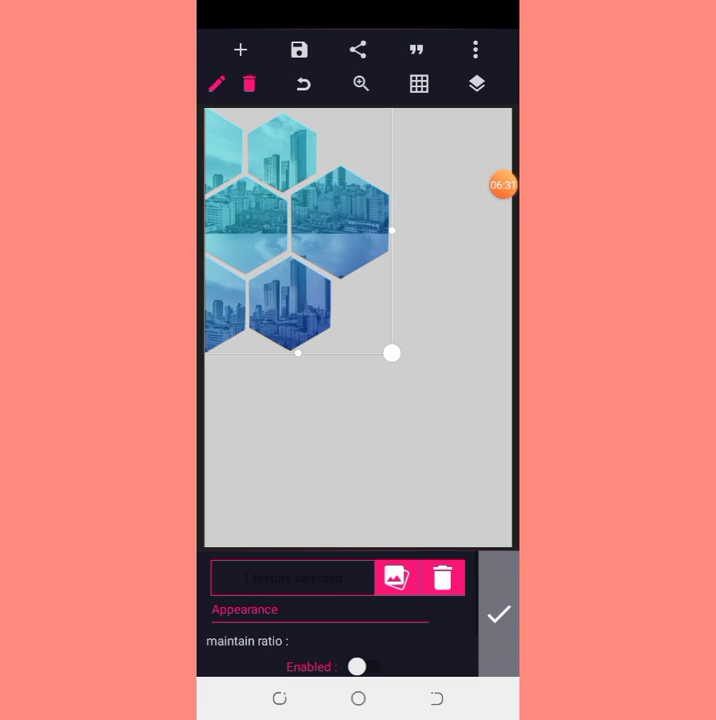 06:31
1 texture selected
Appearance
maintain ratio :
Enabled :